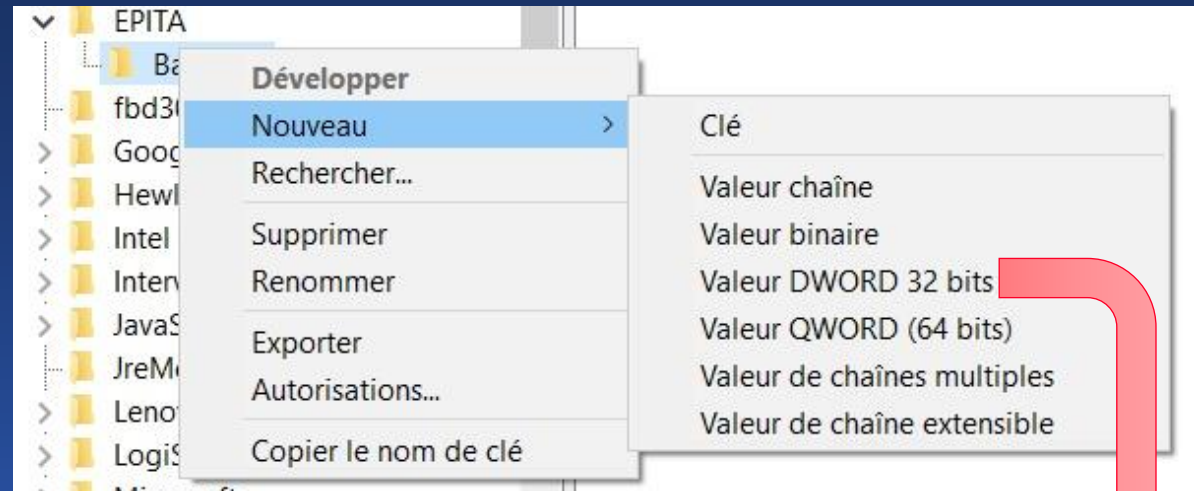 EPITA
Développer
Nouveau
Rechercher...
Supprimer
Renommer
Exporter
Autorisations...
Copier le nom de clé
Clé
Valeur chaîne
Valeur binaire
Valeur DWORD 32 bits
Valeur QWORD (64 bits)
Valeur de chaînes multiples
Valeur de chaîne extensible
Intel